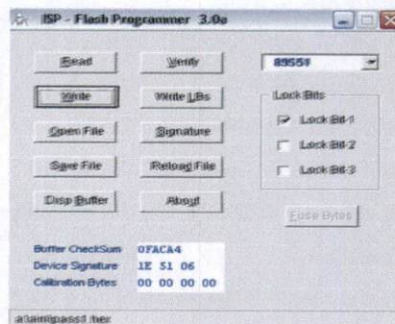 ISP - Flash Programmer 3.0a
Read
Verify
89S51
Write
Write LBs
Lock Bits
Lock Bit-1
Open File
Signature
Lock Bit-2
Save File
Reload File
Lock Bit-3
Disp Buffer
About
Fuse Bytes
Buffer CheckSum 0FACA4
Device Signature 1E 51 06
Calibration Bytes 00 00 00 00